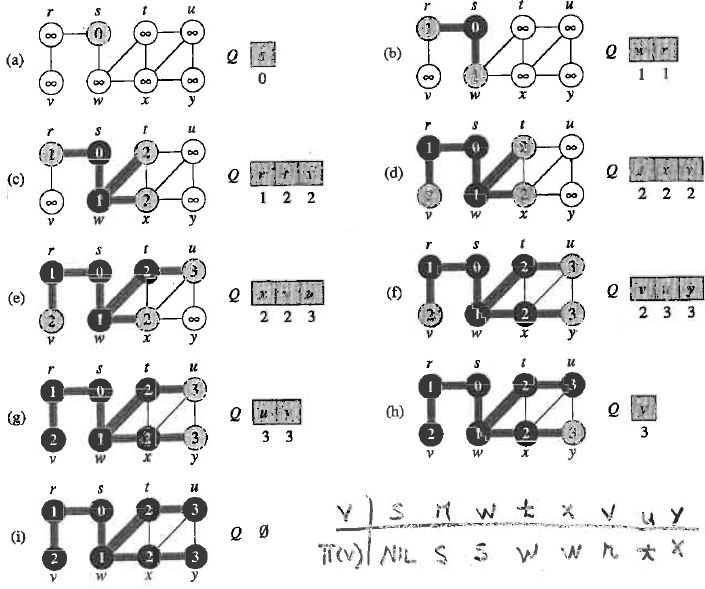 r s t u
(a) ∞ 0 ∞ ∞ Q s
∞ ∞ ∞ ∞ 0
v w x y
r s t u
(b) 1 0 ∞ ∞ Q r
∞ 1 ∞ ∞ 1 1
v w x y
r s t u
(c) 1 0 2 ∞ Q r t
∞ 1 2 ∞ 1 2 2
v w x y
r s t u
(d) 1 0 2 ∞ Q x v
2 1 2 ∞ 2 2 2
v w x y
r s t u
(e) 1 0 2 3 Q x v u
2 1 2 ∞ 2 2 3
v w x y
r s t u
(f) 1 0 2 3 Q v u y
2 1 2 3 2 3 3
v w x y
r s t u
(g) 1 0 2 3 Q u
2 1 2 3 3 3
v w x y
r s t u
(h) 1 0 2 3 Q
2 1 2 3 3
v w x y
r s t u
(i) 1 0 2 3 Q Ø
2 1 2 3
v w x y
V S r w t x v u y
π(v) NIL S S w w r t x